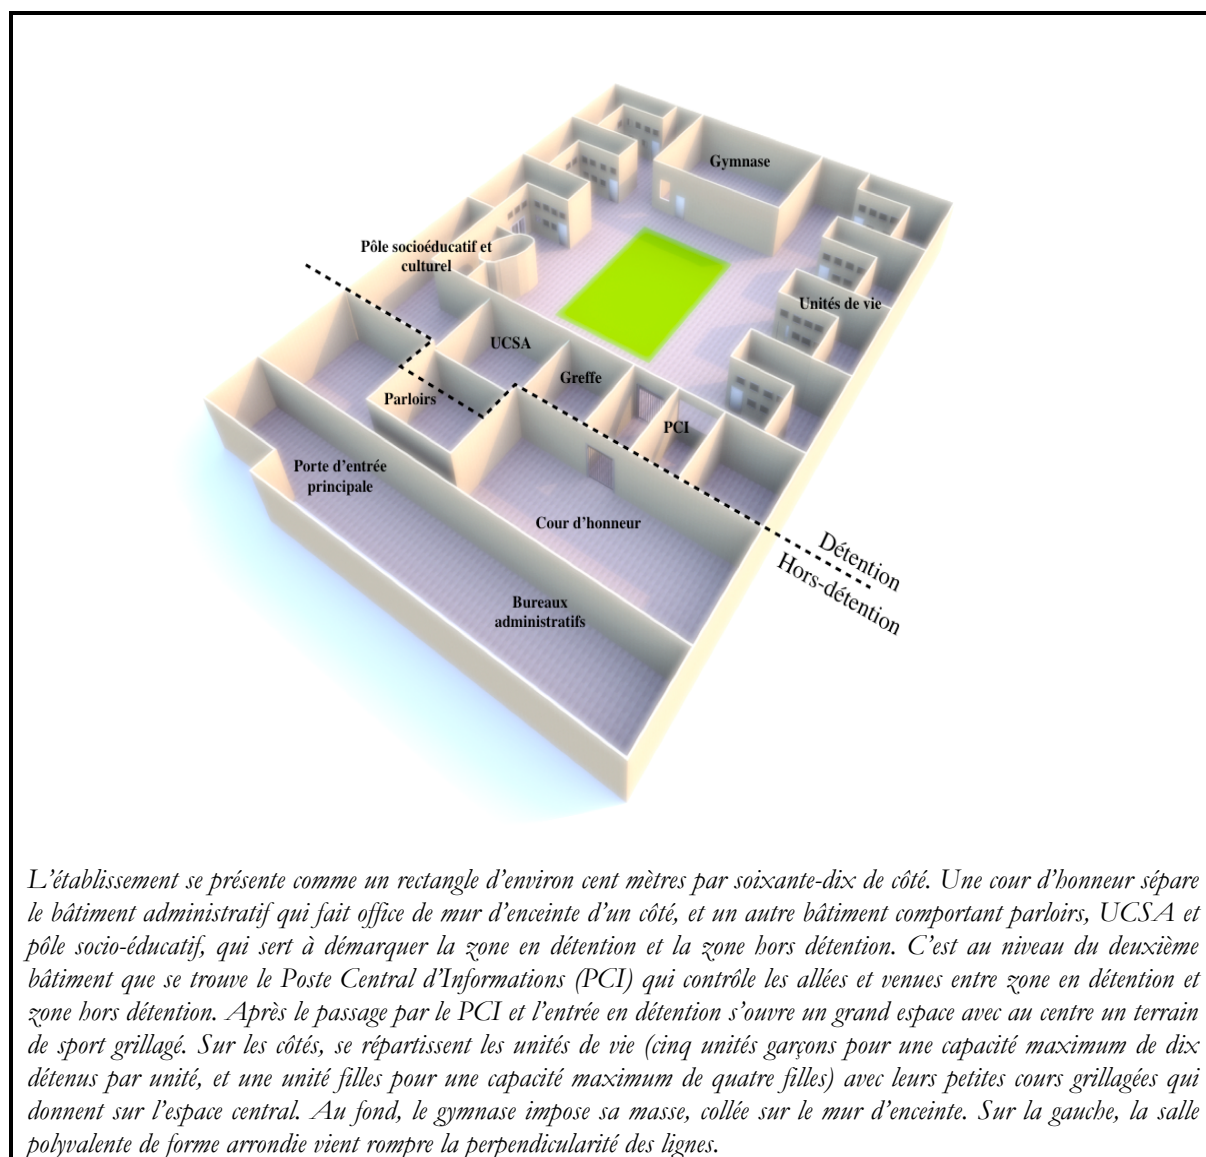 Gymnase
Pôle socioéducatif et
culturel
Unités de vie
UCSA
Greffe
Parloirs
PCI
Porte d'entrée
principale
Cour d'honneur
Détention
Hors-détention
Bureaux
administratifs
L'établissement se présente comme un rectangle d'environ cent mètres par soixante-dix de côté. Une cour d'honneur sépare
le bâtiment administratif qui fait office de mur d'enceinte d'un côté, et un autre bâtiment comportant parloirs, UCSA et
pôle socio-éducatif, qui sert à démarquer la zone en détention et la zone hors détention. C'est au niveau du deuxième
bâtiment que se trouve le Poste Central d'Informations (PCI) qui contrôle les allées et venues entre zone en détention et
zone hors détention. Après le passage par le PCI et l'entrée en détention s'ouvre un grand espace avec au centre un terrain
de sport grillagé. Sur les côtés, se répartissent les unités de vie (cinq unités garçons pour une capacité maximum de dix
détenus par unité, et une unité filles pour une capacité maximum de quatre filles) avec leurs petites cours grillagées qui
donnent sur l'espace central. Au fond, le gymnase impose sa masse, collée sur le mur d'enceinte. Sur la gauche, la salle
polyvalente de forme arrondie vient rompre la perpendicularité des lignes.